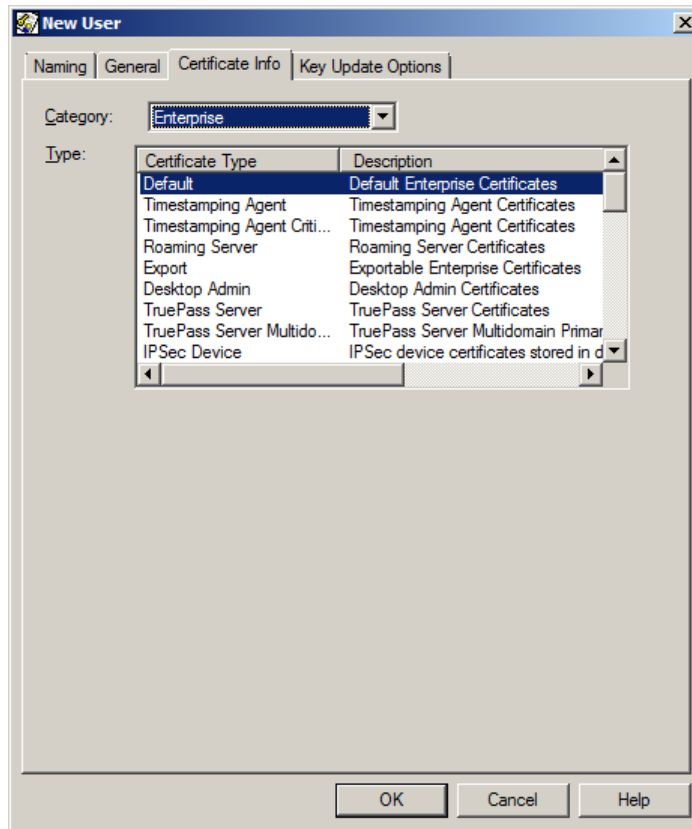 New User
Naming General Certificate Info Key Update Options
Category: Enterprise
Type: Certificate Type Description
Default Default Enterprise Certificates
Timestamping Agent Timestamping Agent Certificates
Timestamping Agent Criti... Timestamping Agent Certificates
Roaming Server Roaming Server Certificates
Export Exportable Enterprise Certificates
Desktop Admin Desktop Admin Certificates
TruePass Server TruePass Server Certificates
TruePass Server Multido... TruePass Server Multidomain Primar
IPSec Device IPSec device certificates stored in d
OK Cancel Help